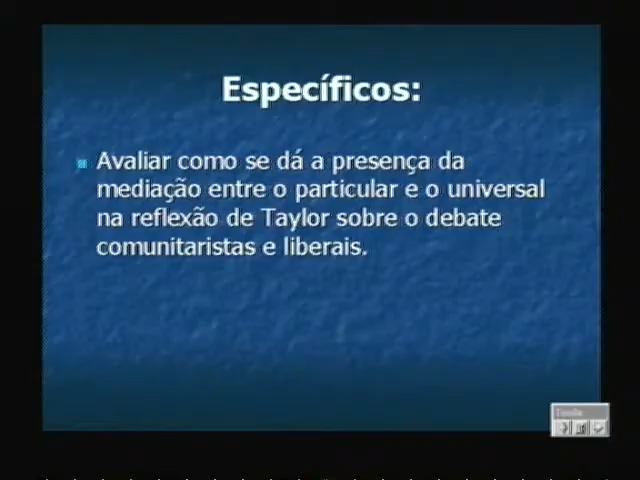 Específicos:
Avaliar como se dá a presença da
mediação entre o particular e o universal
na reflexão de Taylor sobre o debate
comunitaristas e liberais.